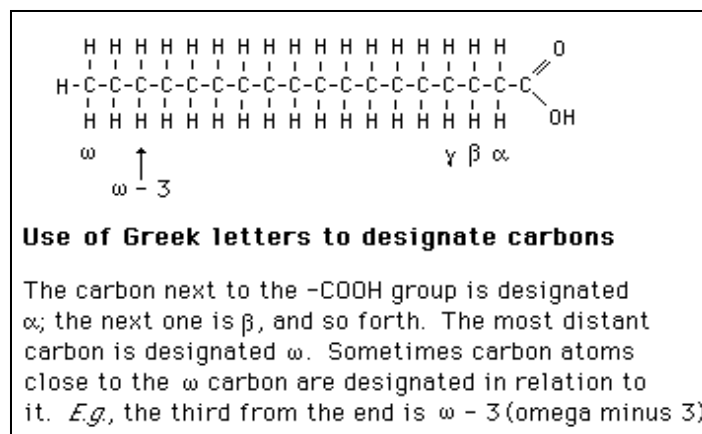 H H H H H H H H H H H H H H H H H O
H-C-C-C-C-C-C-C-C-C-C-C-C-C-C-C-C-C-C
H H H H H H H H H H H H H H H H H OH
ω γ β α
ω - 3
Use of Greek letters to designate carbons
The carbon next to the -COOH group is designated
α; the next one is β, and so forth. The most distant
carbon is designated ω. Sometimes carbon atoms
close to the ω carbon are designated in relation to
it. E.g., the third from the end is ω - 3 (omega minus 3)